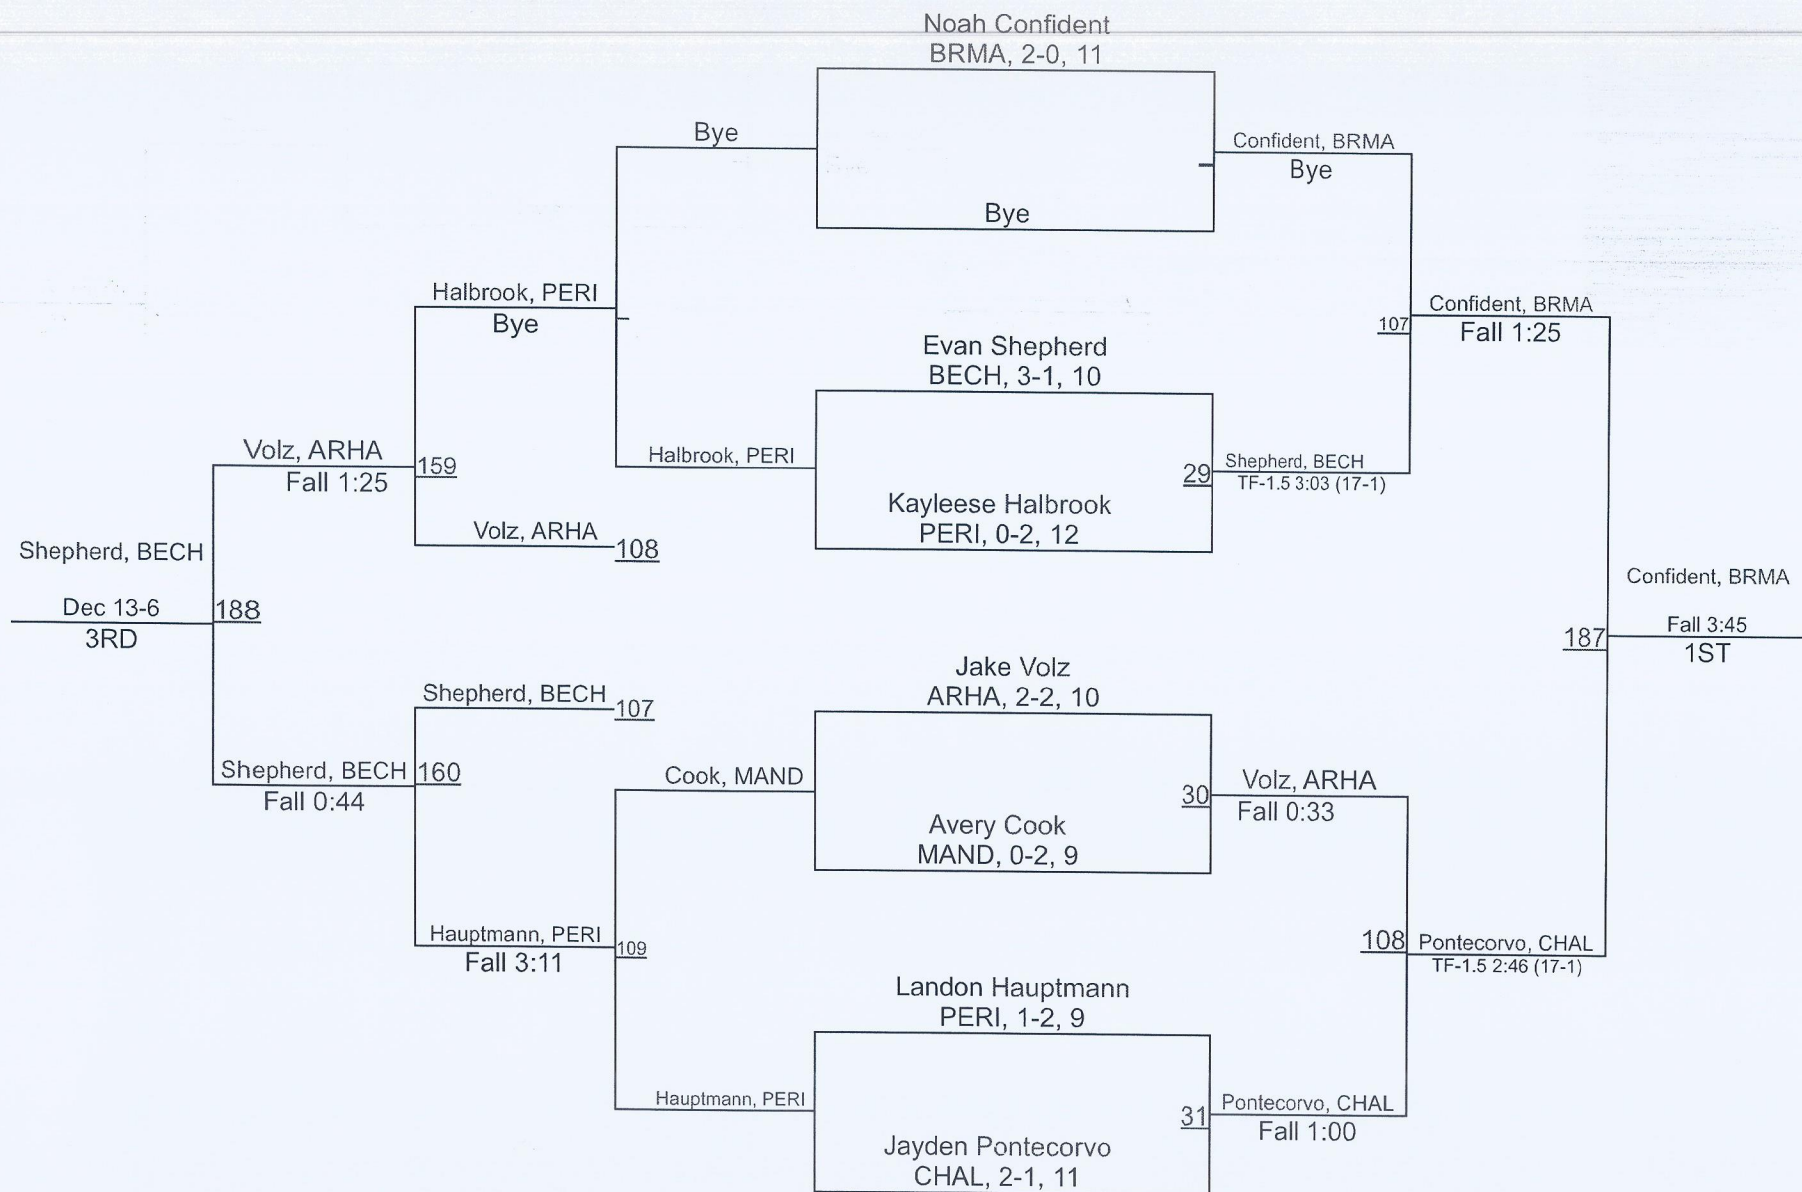 Noah Confident
BRMA, 2-0, 11
Bye
Confident, BRMA
Bye
Bye
Halbrook, PERI
Bye
Confident, BRMA
107
Fall 1:25
Evan Shepherd
BECH, 3-1, 10
Volz, ARHA
159
Fall 1:25
Halbrook, PERI
29
Shepherd, BECH
TF-1.5 3:03 (17-1)
Kayleese Halbrook
PERI, 0-2, 12
Volz, ARHA
108
Shepherd, BECH
Dec 13-6
188
3RD
Confident, BRMA
187
Fall 3:45
1ST
Jake Volz
ARHA, 2-2, 10
Shepherd, BECH
107
Shepherd, BECH
160
Fall 0:44
Cook, MAND
30
Volz, ARHA
Fall 0:33
Avery Cook
MAND, 0-2, 9
Hauptmann, PERI
109
Fall 3:11
108
Pontecorvo, CHAL
TF-1.5 2:46 (17-1)
Landon Hauptmann
PERI, 1-2, 9
Hauptmann, PERI
31
Pontecorvo, CHAL
Fall 1:00
Jayden Pontecorvo
CHAL, 2-1, 11